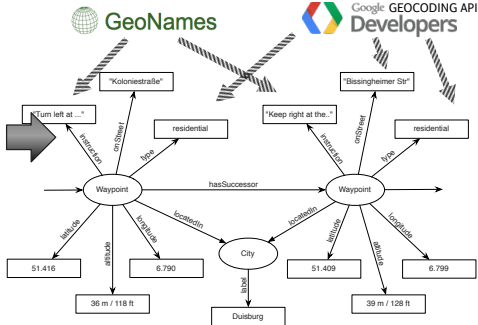 GeoNames
Google GEOCODING API
Developers
"Koloniestraße"
"Bissingheimer Str"
"Turn left at ..."
residential
"Keep right at the.."
residential
instruction
onStreet
type
instruction
onStreet
type
Waypoint
hasSuccessor
Waypoint
latitude
altitude
longitude
locatedIn
locatedIn
latitude
altitude
longitude
City
51.416
6.790
51.409
6.799
label
36 m / 118 ft
39 m / 128 ft
Duisburg